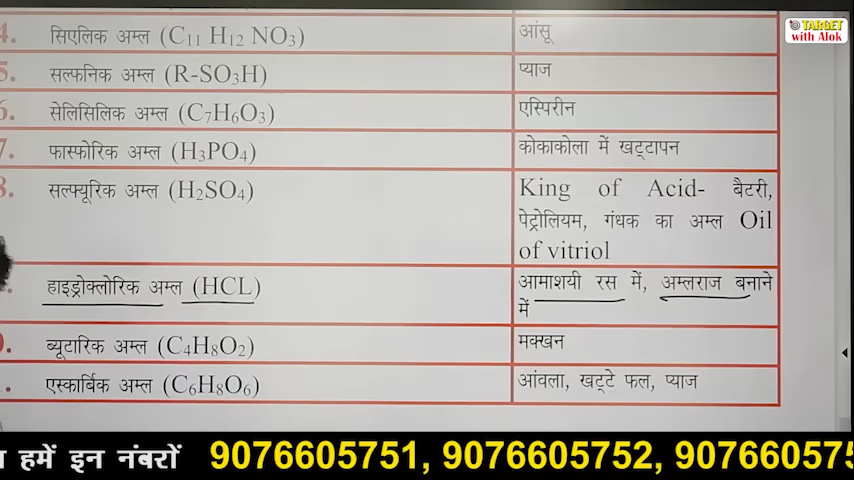 TARGET
with Alok
4. सिएलिक अम्ल (C₁₁ H₁₂ NO₃) आंसू
5. सल्फनिक अम्ल (R-SO₃H) प्याज
6. सेलिसिलिक अम्ल (C₇H₆O₃) एस्पिरीन
7. फास्फोरिक अम्ल (H₃PO₄) कोकाकोला में खट्टापन
8. सल्फ्यूरिक अम्ल (H₂SO₄) King of Acid- बैटरी,
पेट्रोलियम, गंधक का अम्ल Oil
of vitriol
हाइड्रोक्लोरिक अम्ल (HCL) आमाशयी रस में, अम्लराज बनाने
में
ब्यूटारिक अम्ल (C₄H₈O₂) मक्खन
एस्कार्बिक अम्ल (C₆H₈O₆) आंवला, खट्टे फल, प्याज
हमें इन नंबरों 9076605751, 9076605752, 907660575